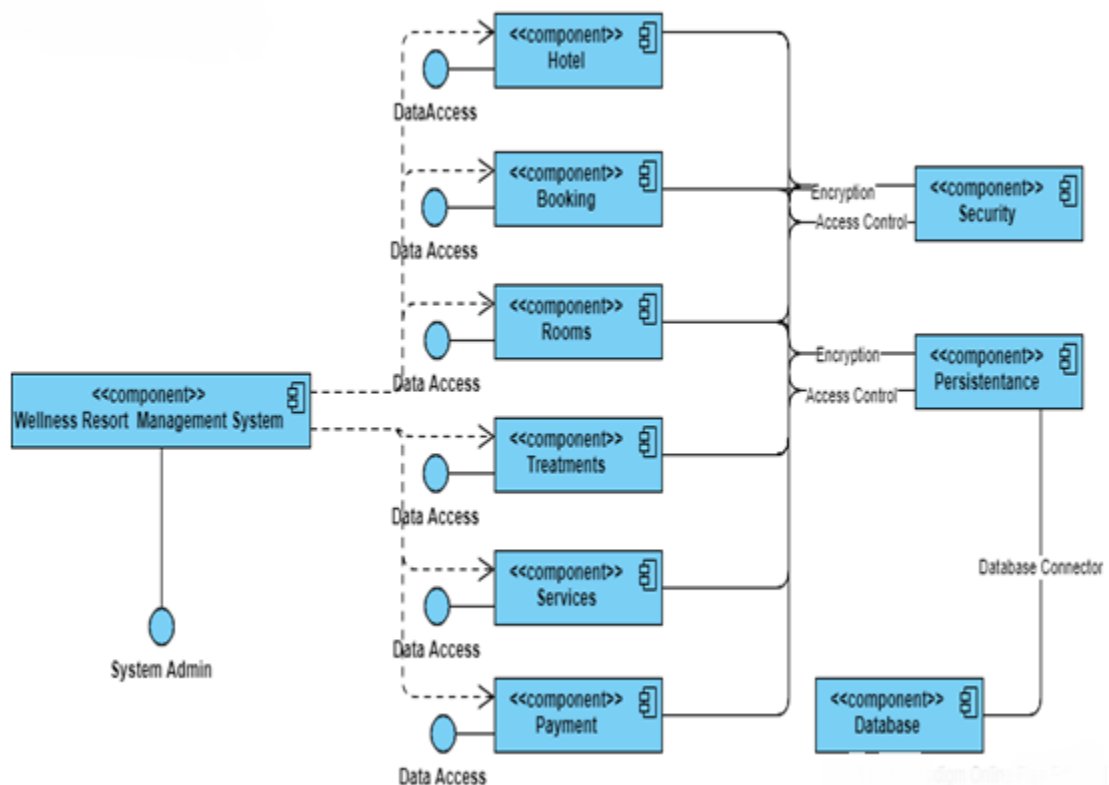 <<component>>
Hotel
DataAccess
<<component>>
Booking
Data Access
<<component>>
Rooms
Data Access
<<component>>
Wellness Resort Management System
System Admin
<<component>>
Treatments
Data Access
<<component>>
Services
Data Access
<<component>>
Payment
Data Access
Encryption
Access Control
<<component>>
Security
Encryption
Access Control
<<component>>
Persistentance
Database Connector
<<component>>
Database